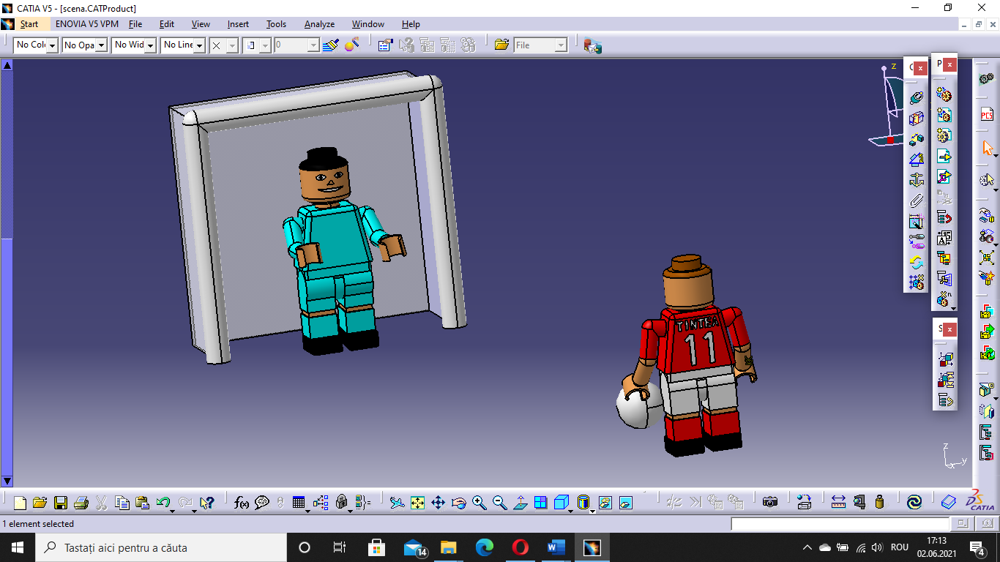 CATIA V5 - [scena.CATProduct]
Start ENOVIA V5 VPM File Edit View Insert Tools Analyze Window Help
No Col No Opa No Wid No Line 0 File
z
P
PCS
TINTEA
11
S
z
y
x
f(x)
DS CATIA
1 element selected
Tastați aici pentru a căuta
14
ROU
17:13
02.06.2021
4